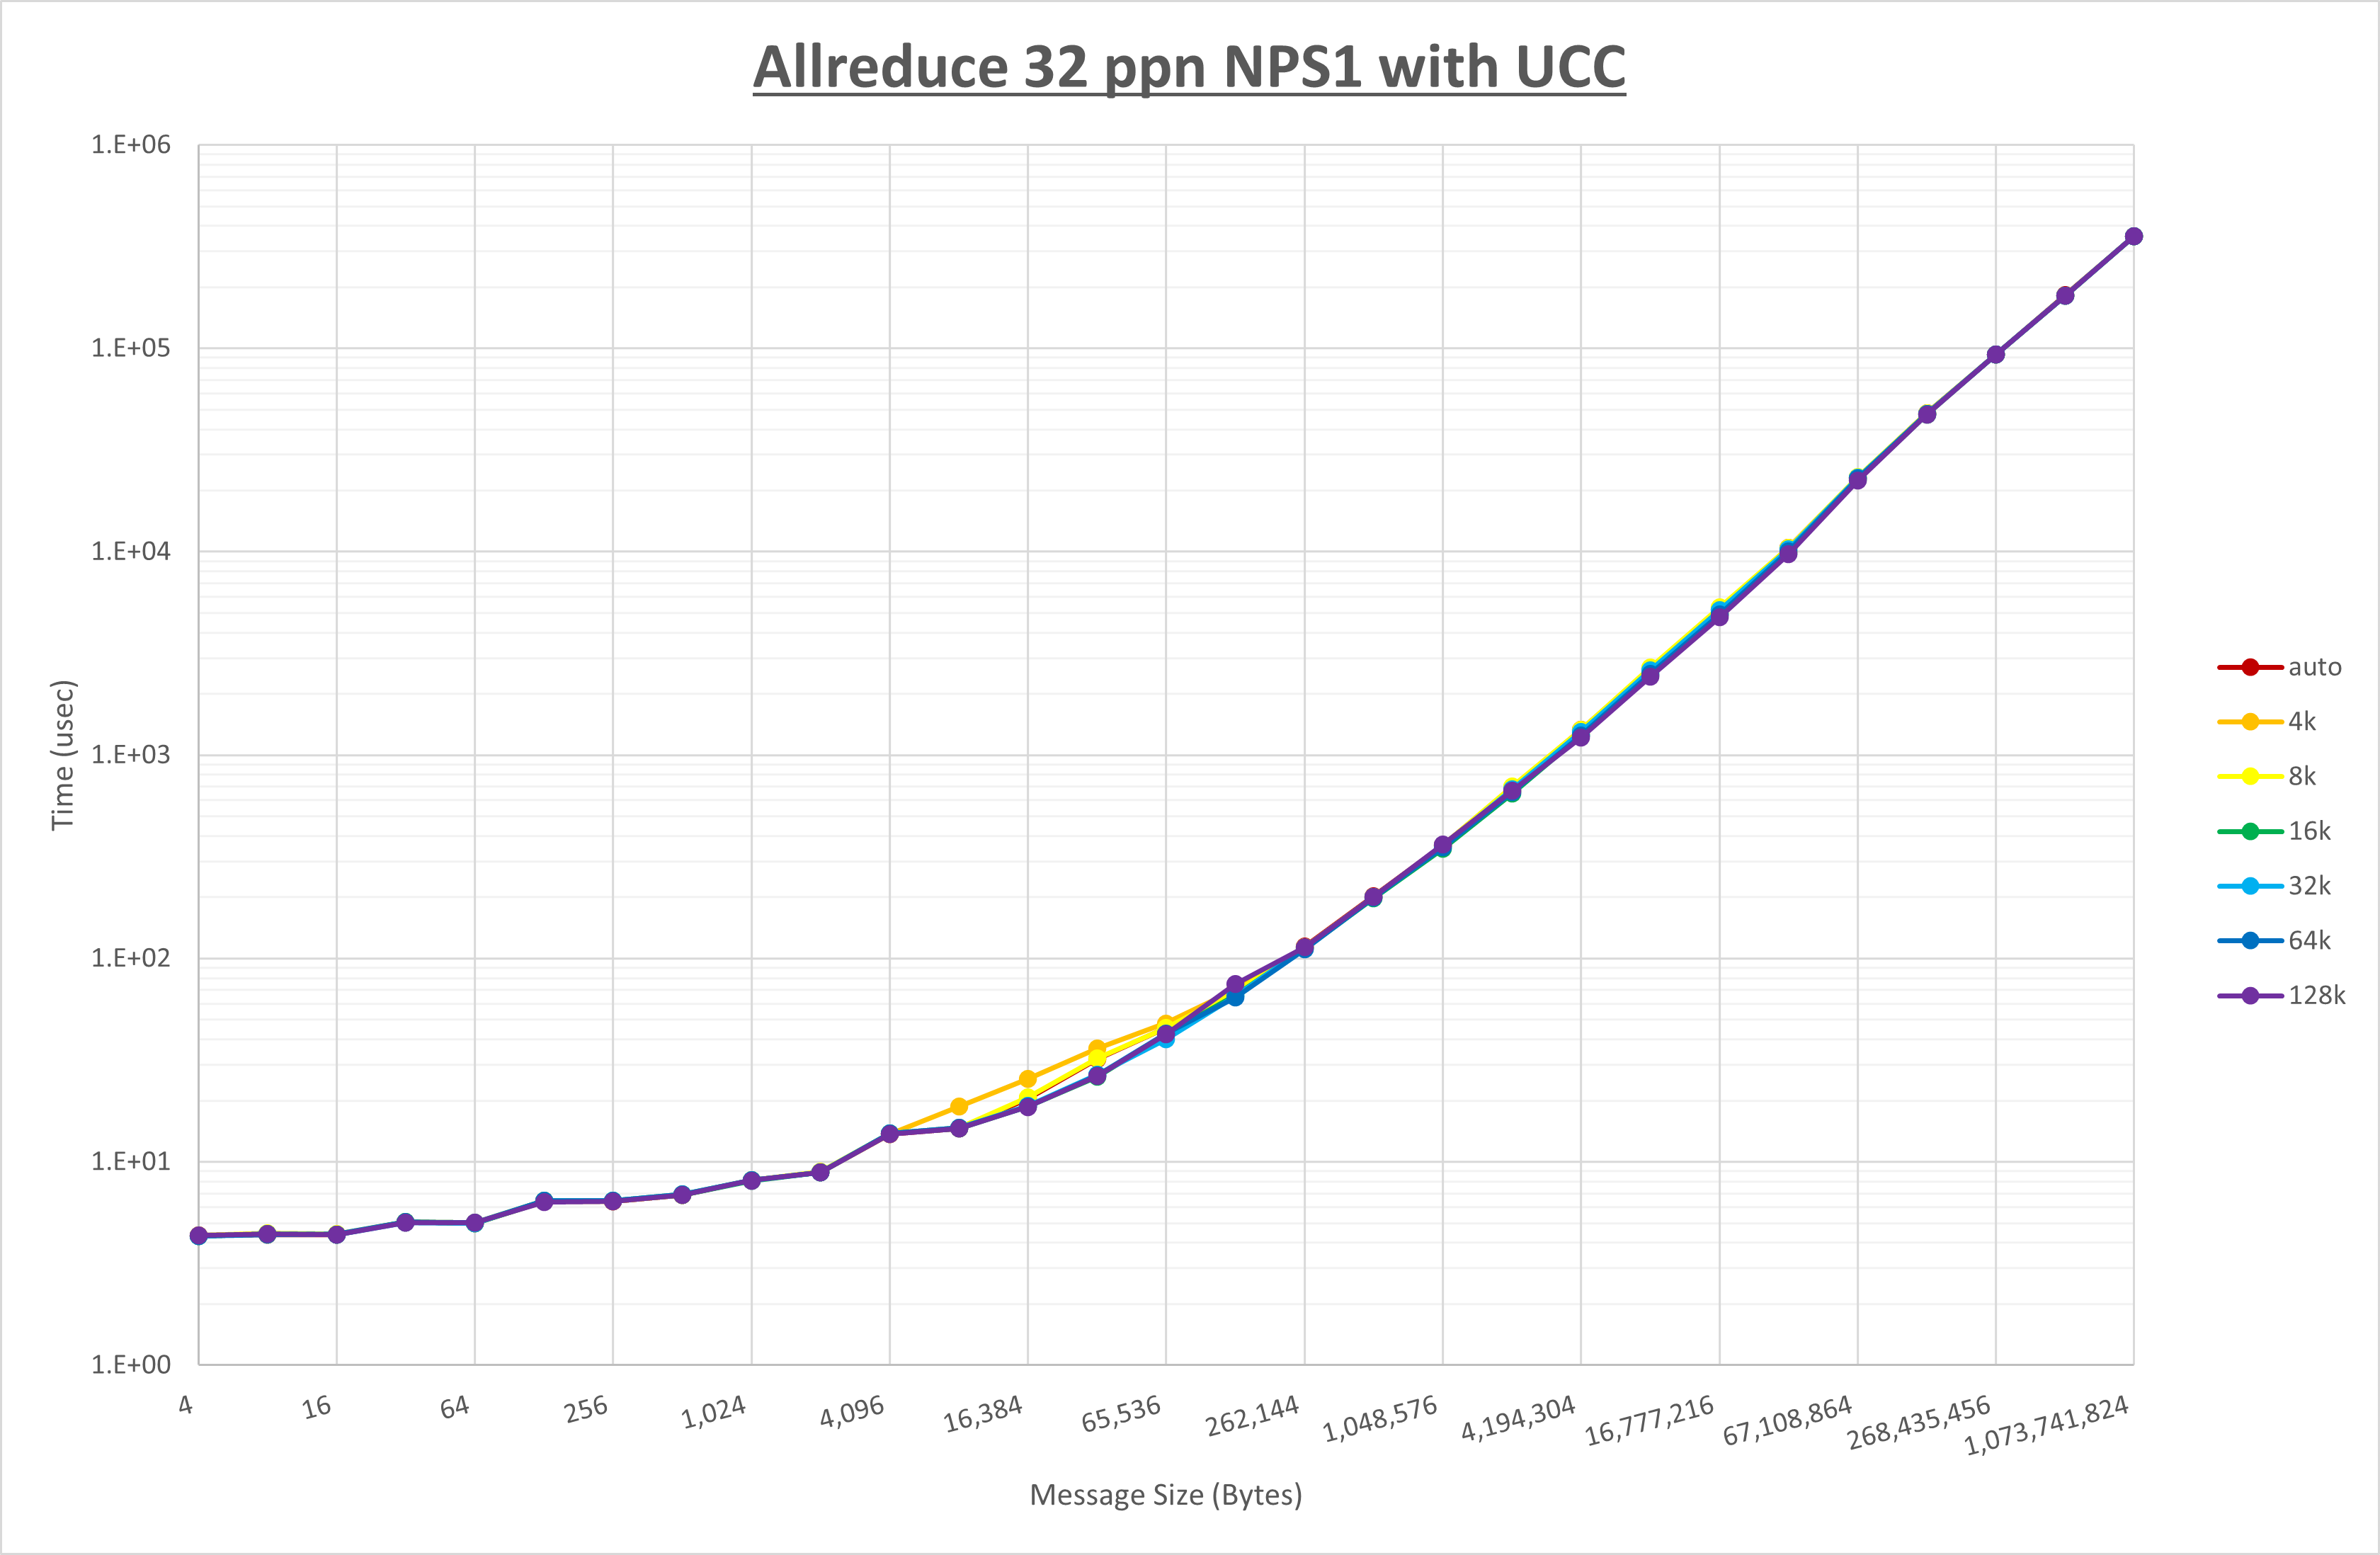 Allreduce 32 ppn NPS1 with UCC
1.E+06
1.E+05
1.E+04
1.E+03
1.E+02
1.E+01
1.E+00
Time (usec)
4
16
64
256
1,024
4,096
16,384
65,536
262,144
1,048,576
4,194,304
16,777,216
67,108,864
268,435,456
1,073,741,824
Message Size (Bytes)
auto
4k
8k
16k
32k
64k
128k